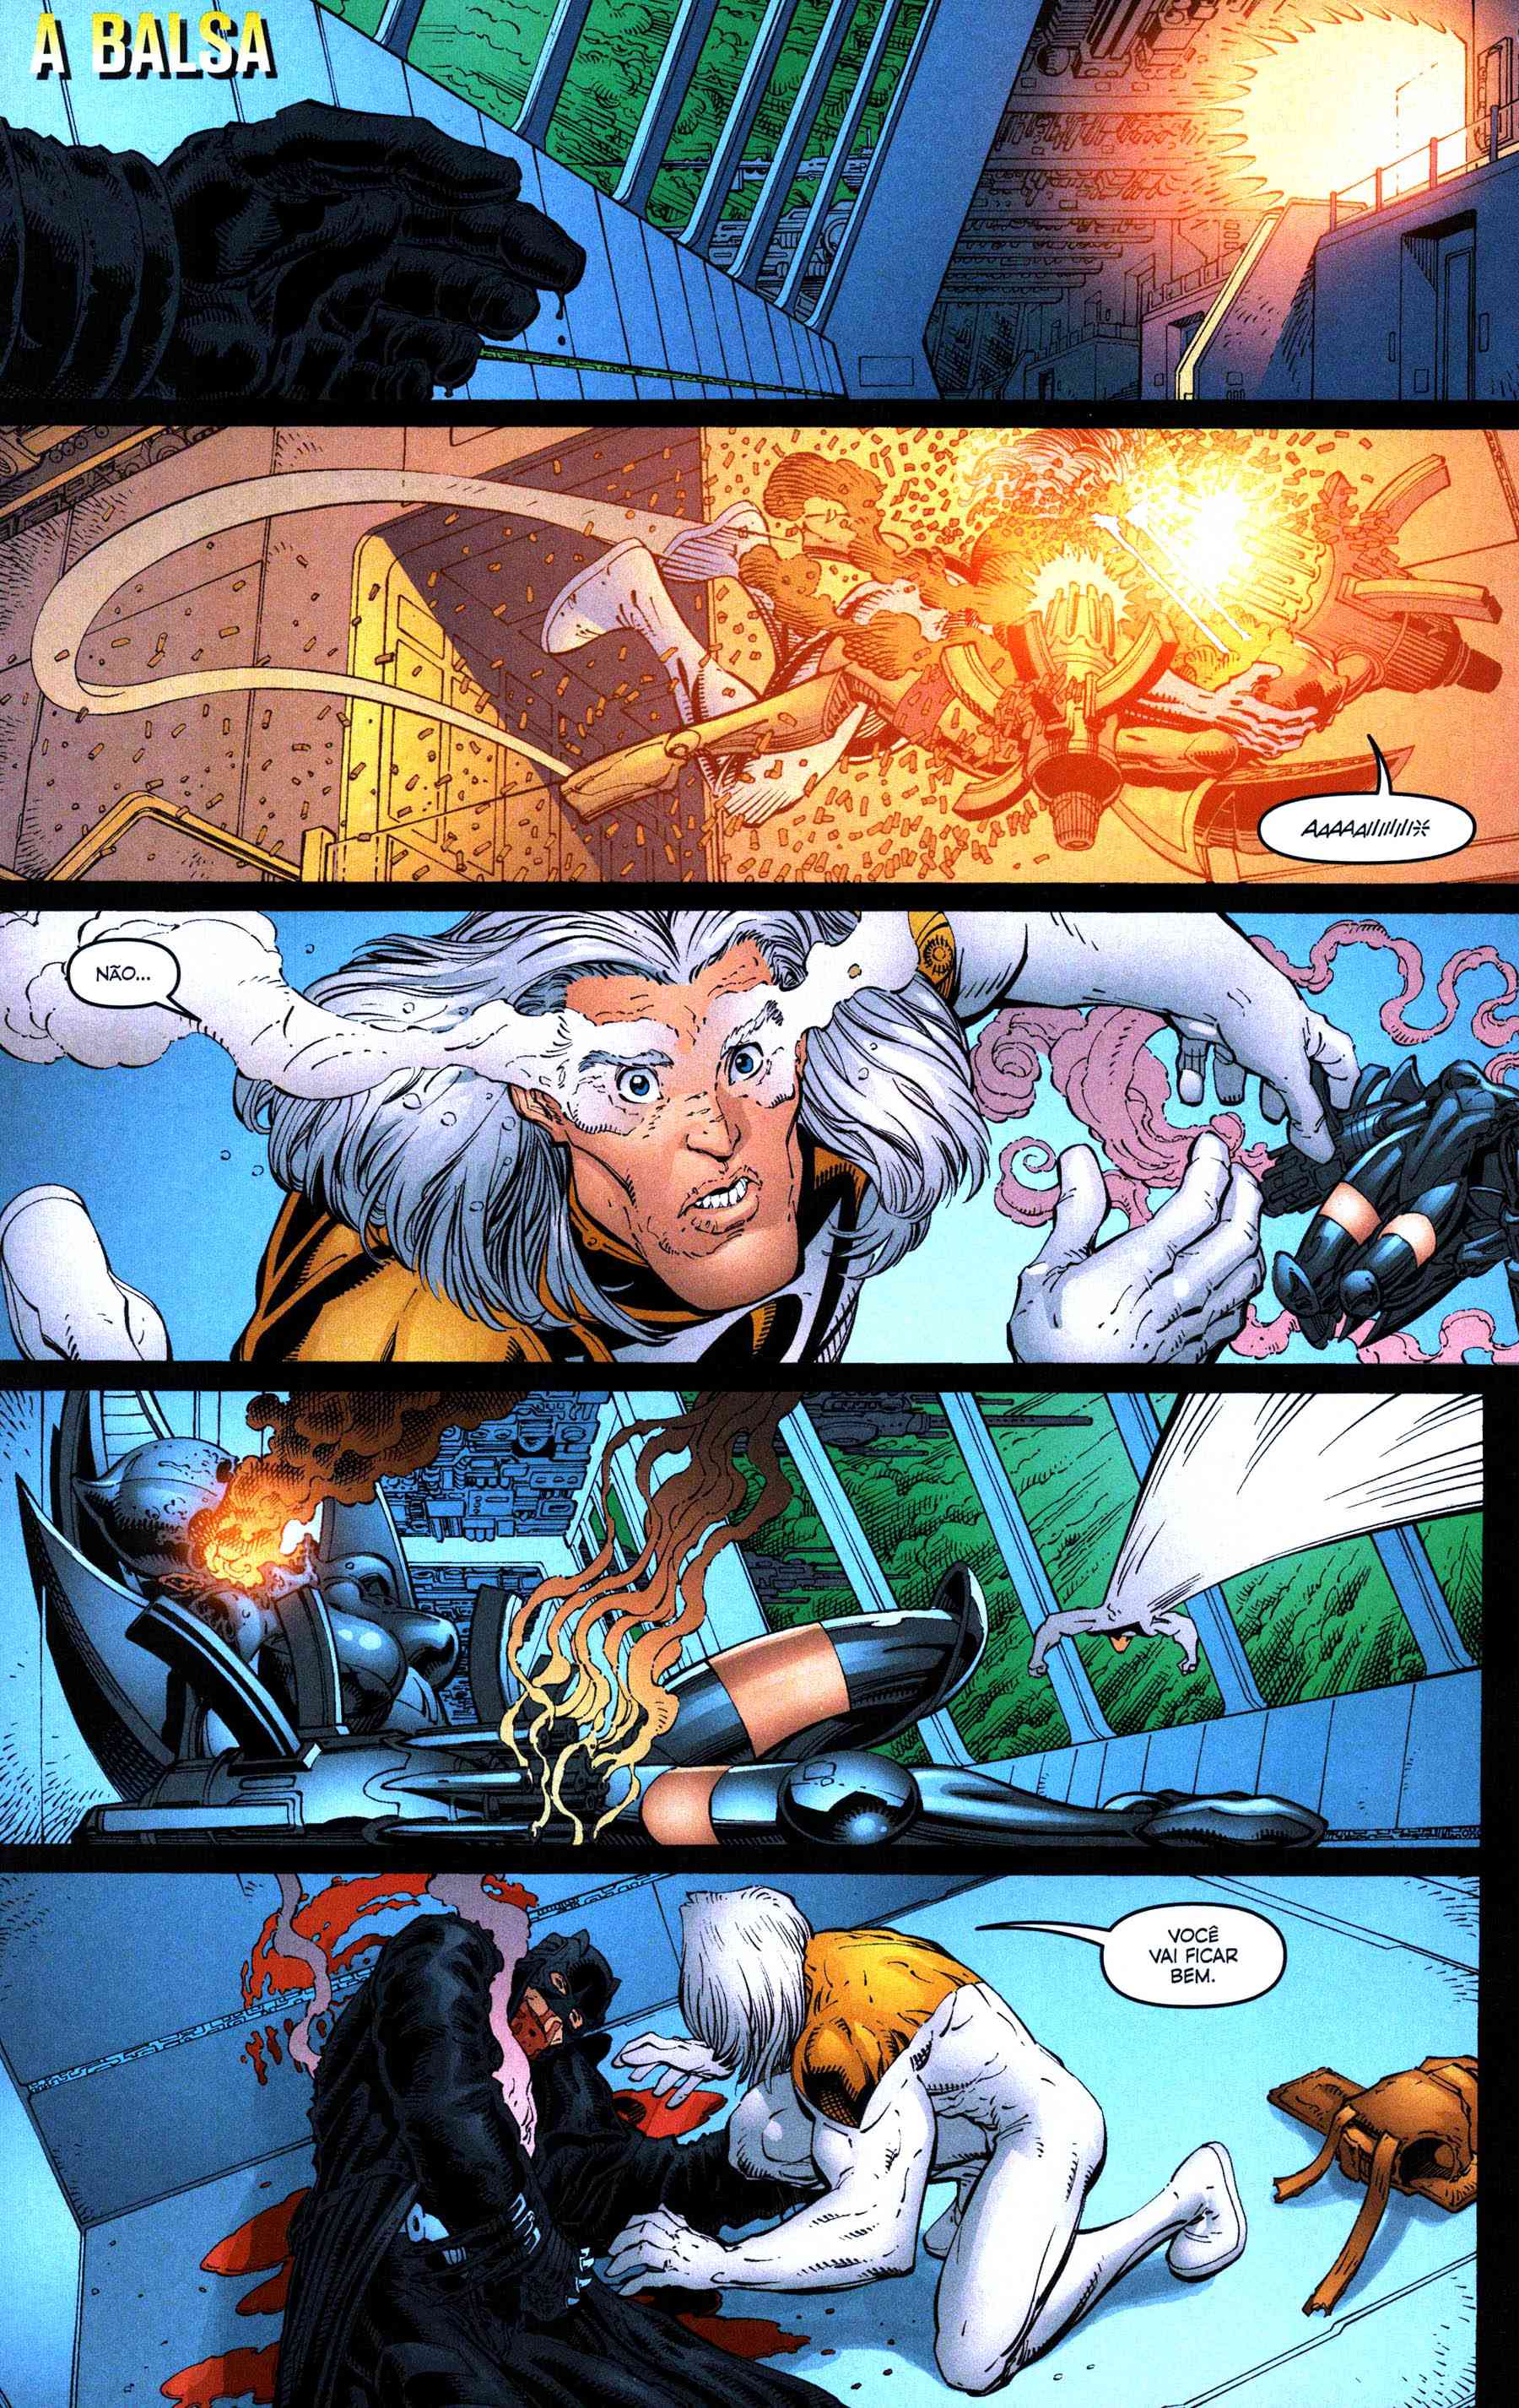 A BALSA
AAAAAIIIIIII
NÃO...
VOCÊ
VAI FICAR
BEM.